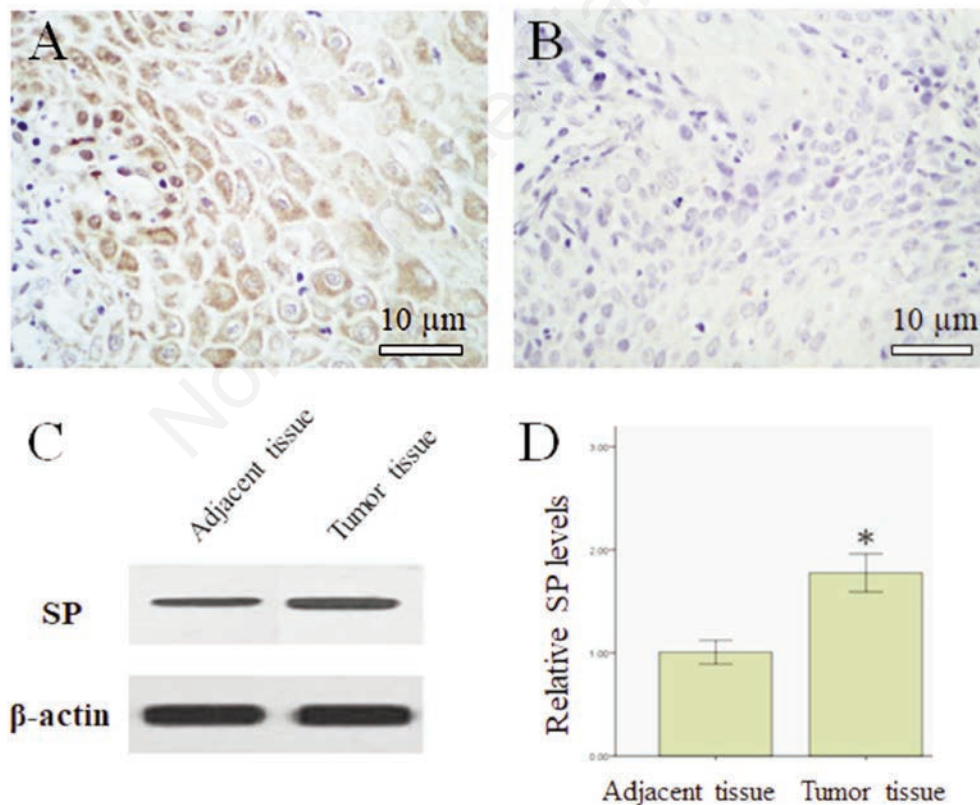 A
B
10 µm
10 µm
C
Adjacent tissue
Tumor tissue
SP
β-actin
D
Relative SP levels
3.00
2.00
1.00
0.00
*
Adjacent tissue
Tumor tissue